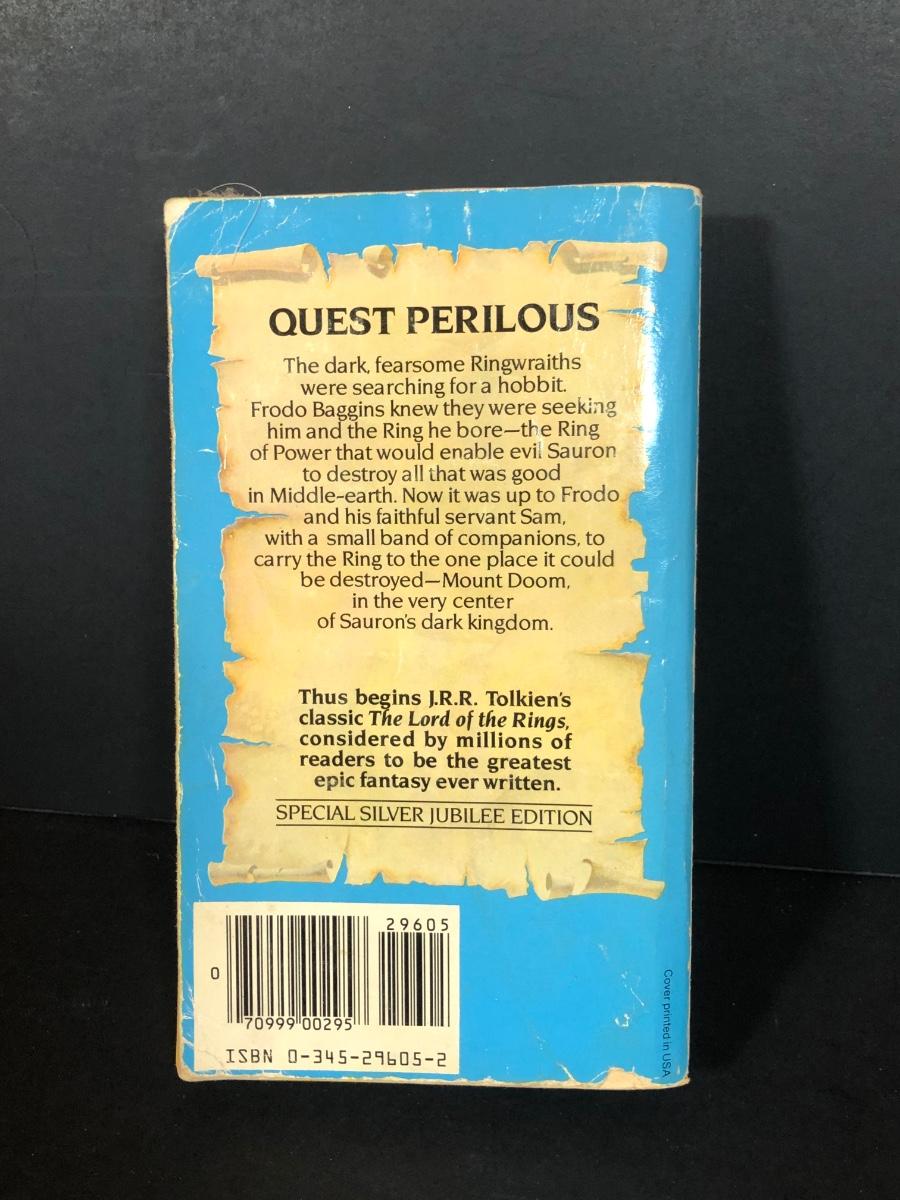 QUEST PERILOUS
The dark, fearsome Ringwraiths
were searching for a hobbit.
Frodo Baggins knew they were seeking
him and the Ring he bore—the Ring
of Power that would enable evil Sauron
to destroy all that was good
in Middle-earth. Now it was up to Frodo
and his faithful servant Sam,
with a small band of companions, to
carry the Ring to the one place it could
be destroyed—Mount Doom,
in the very center
of Sauron's dark kingdom.
Thus begins J.R.R. Tolkien's
classic The Lord of the Rings,
considered by millions of
readers to be the greatest
epic fantasy ever written.
SPECIAL SILVER JUBILEE EDITION
29605
0
70999 00295
ISBN 0-345-29605-2
Cover printed in USA